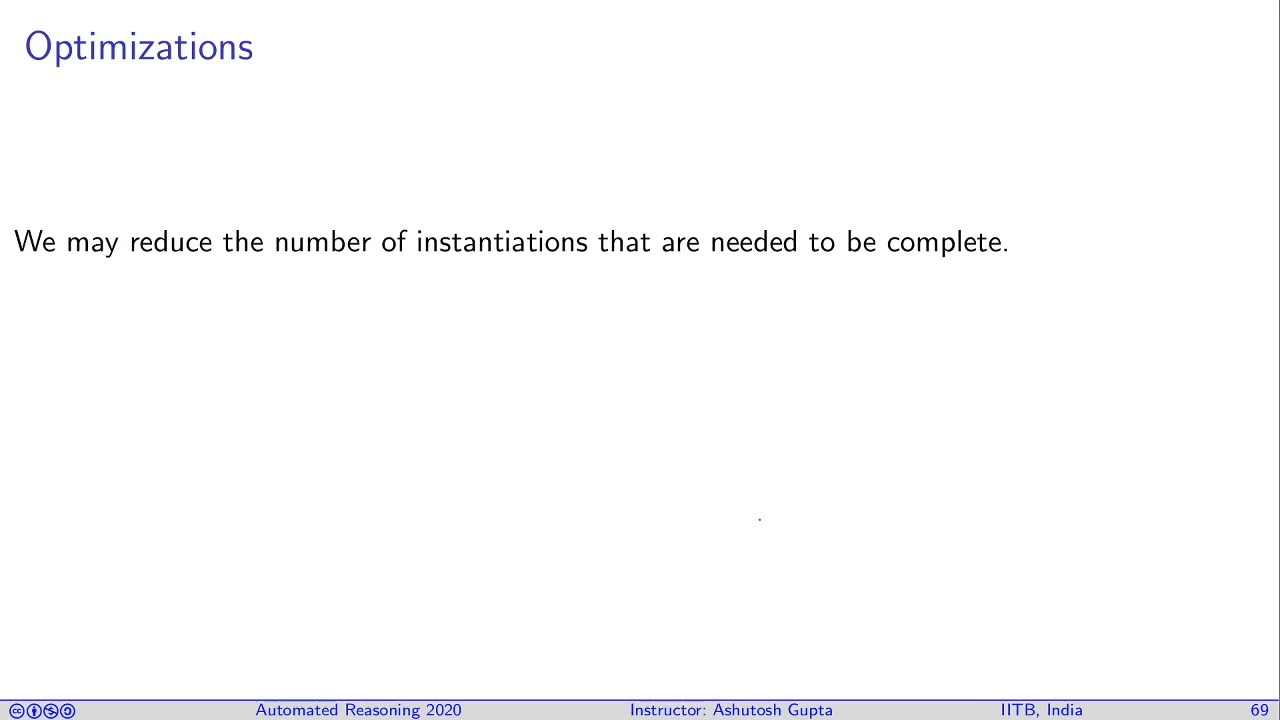 Optimizations
We may reduce the number of instantiations that are needed to be complete.
Automated Reasoning 2020 Instructor: Ashutosh Gupta IITB, India 69